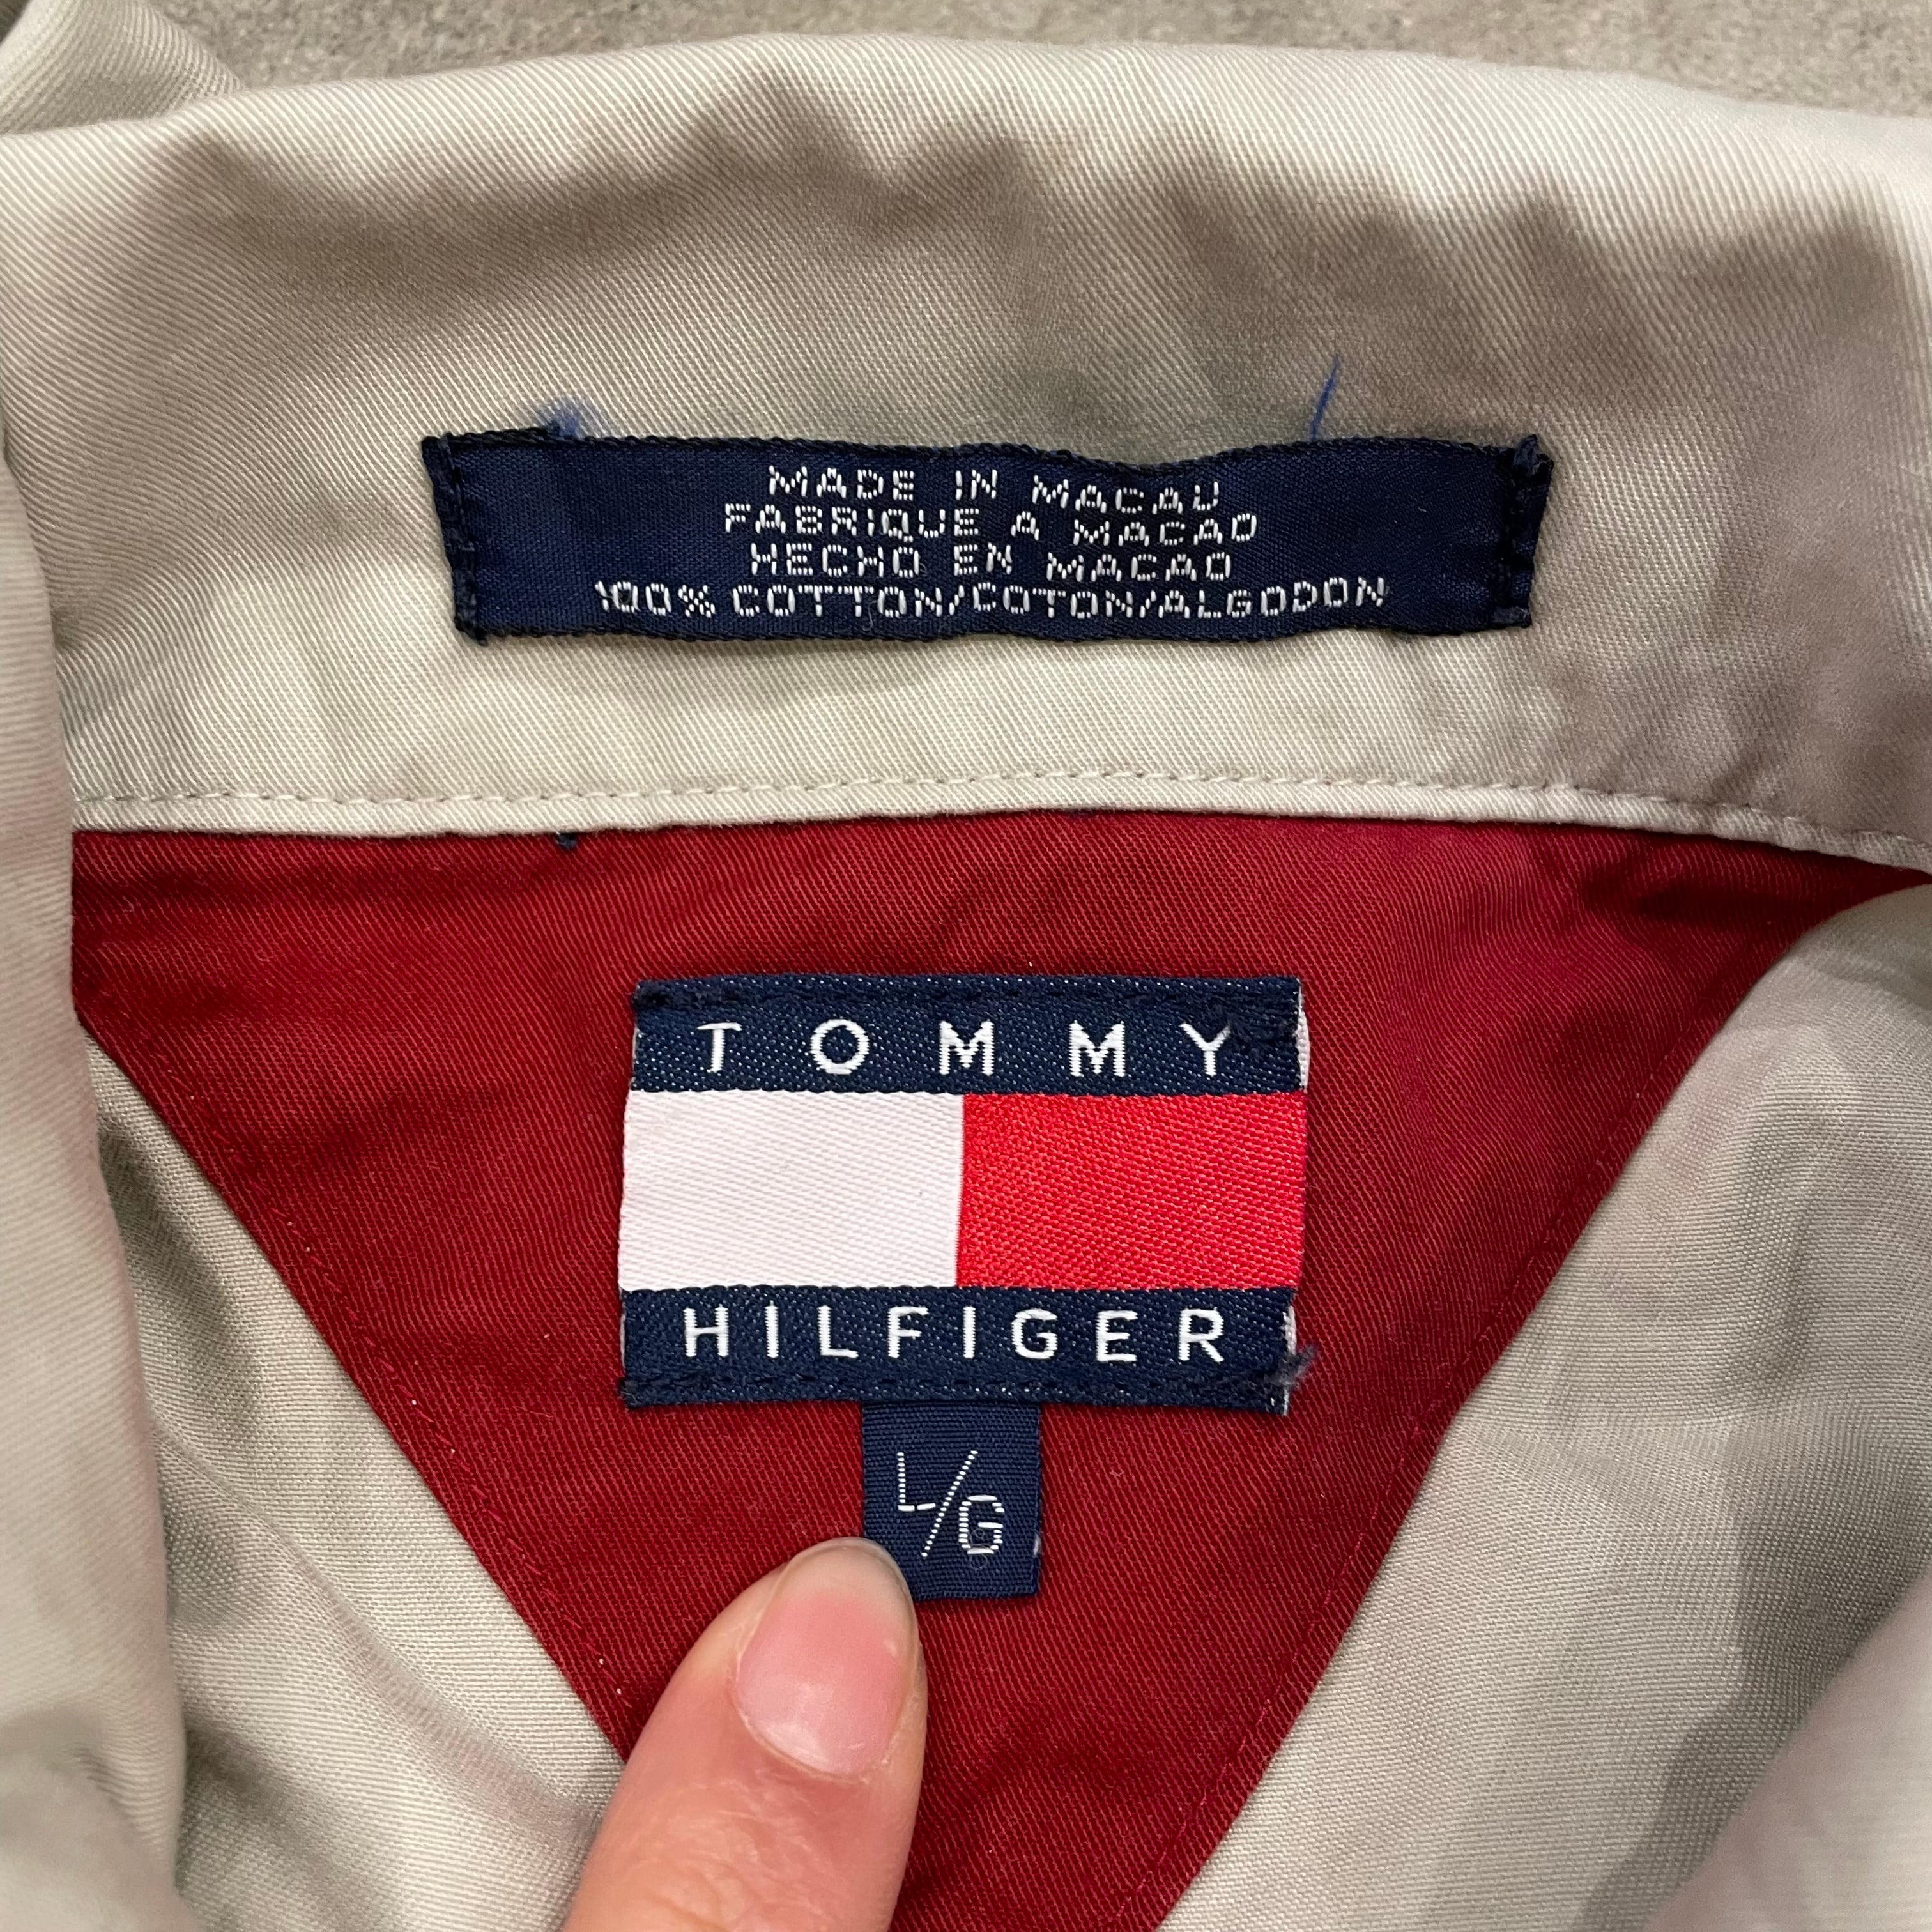 MADE IN MACAU
FABRIQUE A MACAO
HECHO EN MACAO
100% COTTON/COTON/ALGODON
TOMMY
HILFIGER
L/G